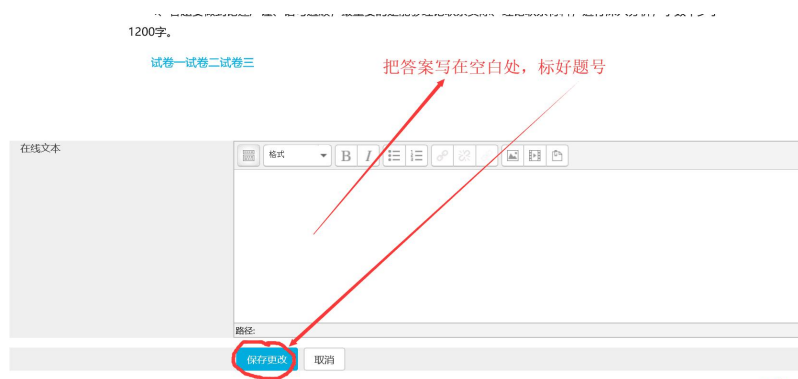 1200字。
试卷一试卷二试卷三
把答案写在空白处，标好题号
在线文本
格式
B I
路径:
保存更改 取消